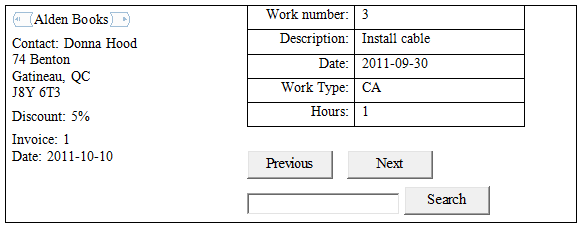 Alden Books
Contact: Donna Hood
74 Benton
Gatineau, QC
J8Y 6T3
Discount: 5%
Invoice: 1
Date: 2011-10-10
Work number: 3
Description: Install cable
Date: 2011-09-30
Work Type: CA
Hours: 1
Previous Next
Search